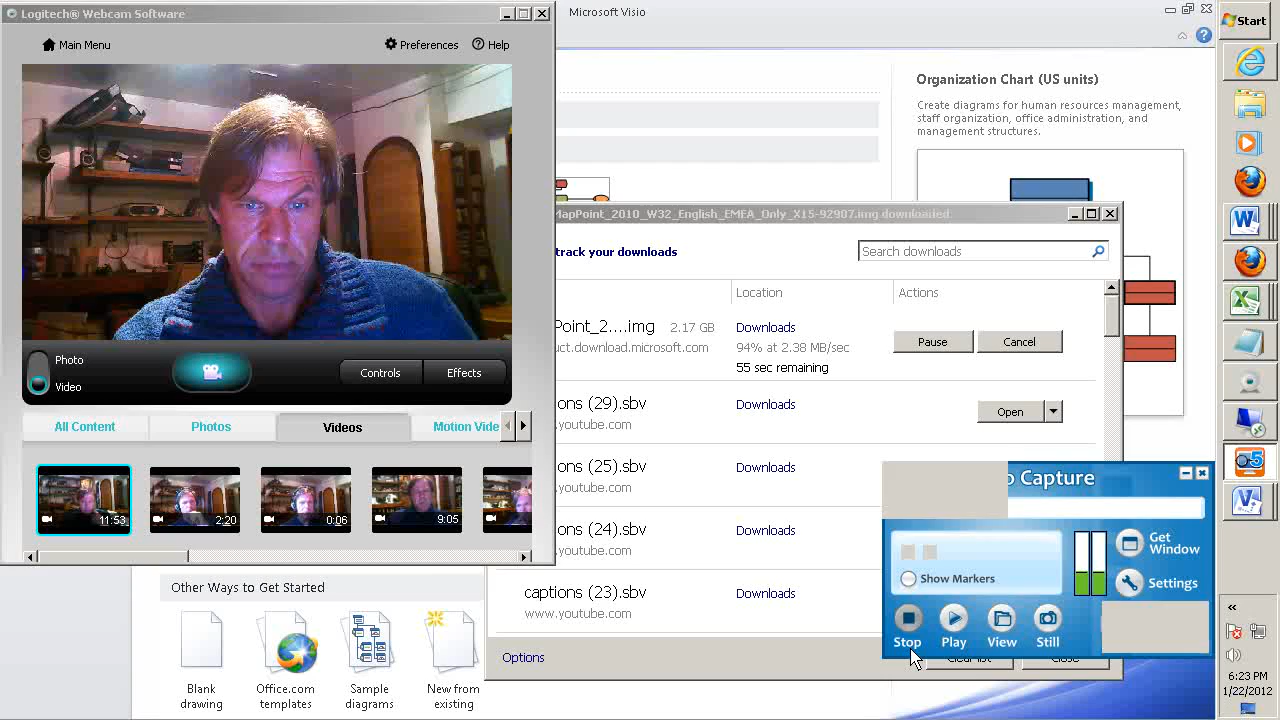 Logitech® Webcam Software
Main Menu
Preferences
Help
Photo
Video
Controls
Effects
All Content
Photos
Videos
Motion Vide
11:53
2:20
0:06
9:05
Microsoft Visio
Organization Chart (US units)
Create diagrams for human resources management,
staff organization, office administration, and
management structures.
MapPoint_2010_W32_English_EMEA_Only_X15-92907.img downloaded
track your downloads
Search downloads
Location
Actions
Point_2....img 2.17 GB
Downloads
uct.download.microsoft.com
94% at 2.38 MB/sec
55 sec remaining
Pause
Cancel
ons (29).sbv
Downloads
Open
.youtube.com
ons (25).sbv
Downloads
.youtube.com
ons (24).sbv
Downloads
.youtube.com
captions (23).sbv
Downloads
www.youtube.com
Options
Clear list
Close
o Capture
Get
Window
Show Markers
Settings
Stop
Play
View
Still
Other Ways to Get Started
Blank
drawing
Office.com
templates
Sample
diagrams
New from
existing
Start
6:23 PM
1/22/2012